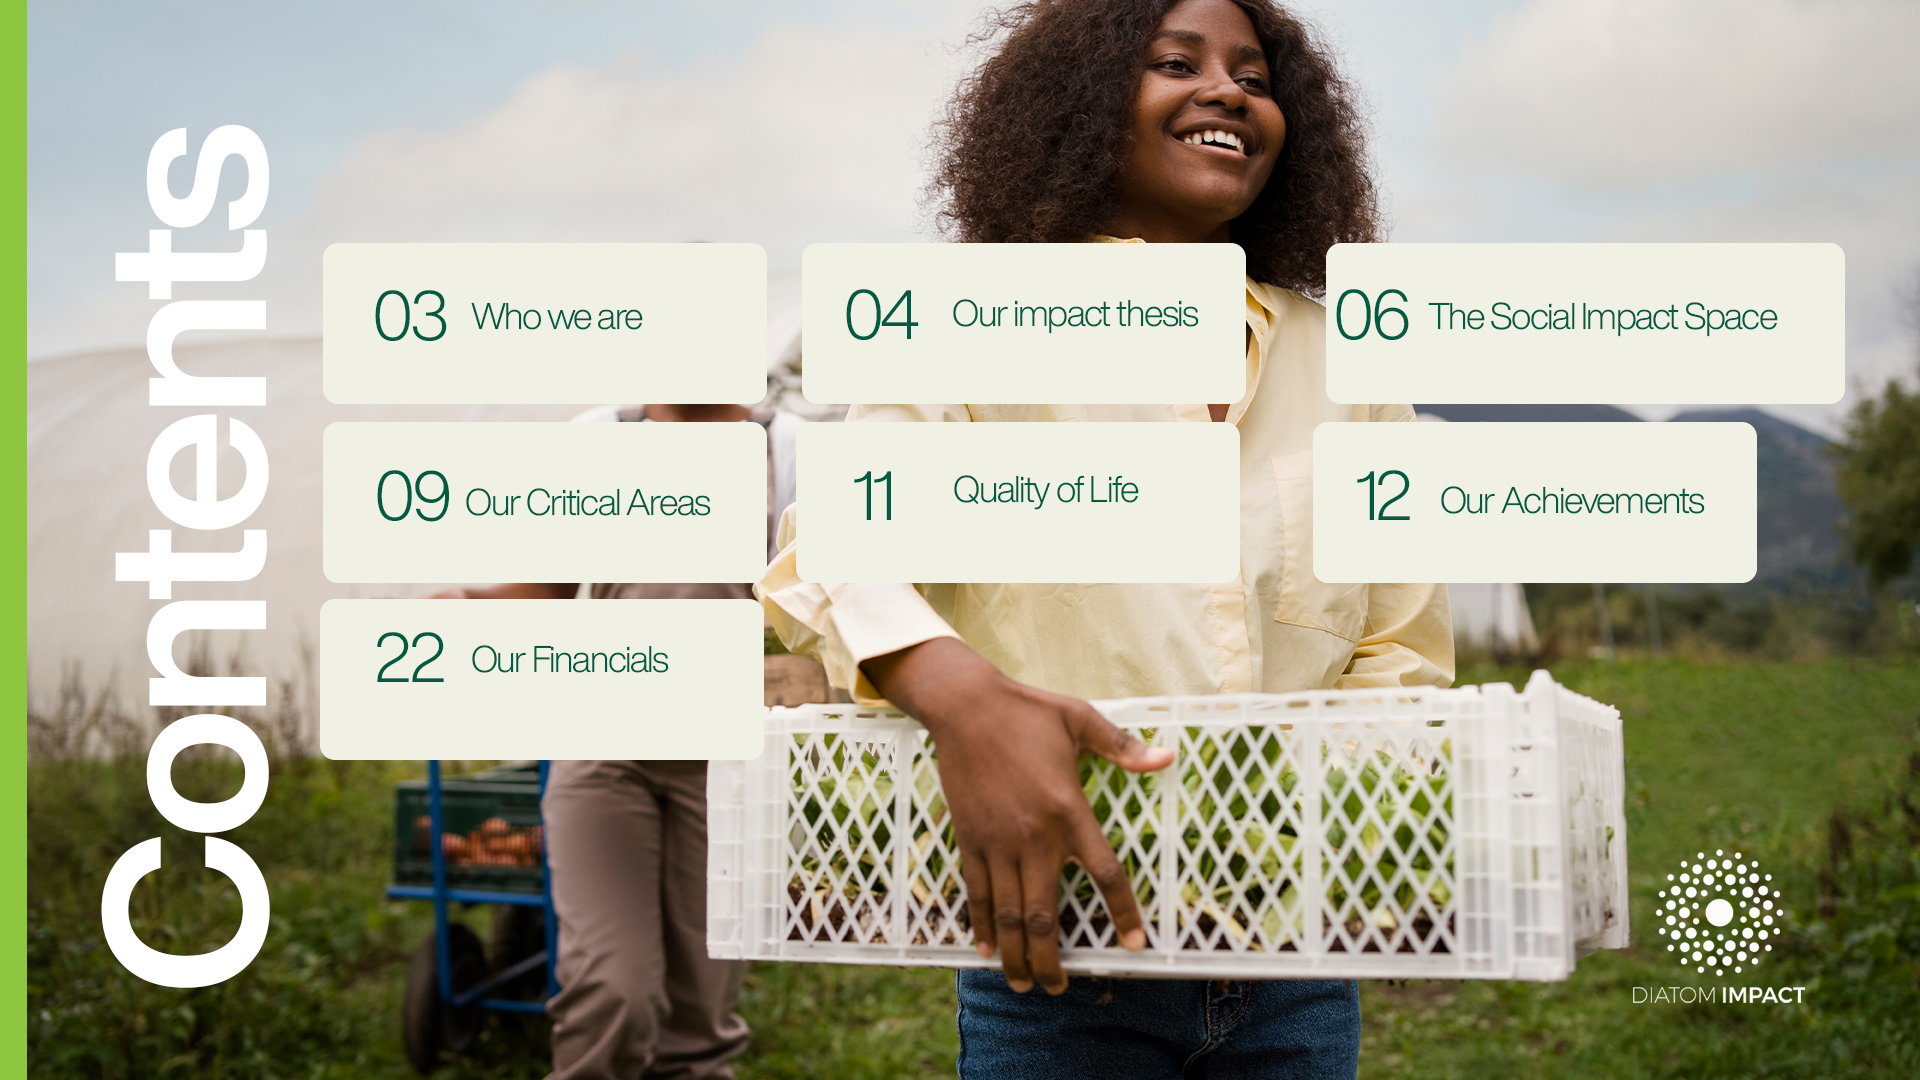 Contents
03 Who we are
04 Our impact thesis
06 The Social Impact Space
09 Our Critical Areas
11 Quality of Life
12 Our Achievements
22 Our Financials
DIATOM IMPACT